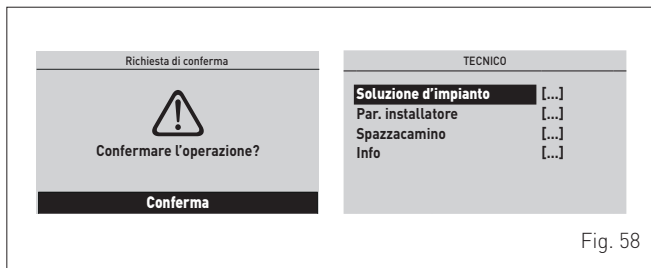 Richiesta di conferma
Confermare l'operazione?
Conferma
TECNICO
Soluzione d'impianto [...]
Par. installatore [...]
Spazzacamino [...]
Info [...]
Fig. 58